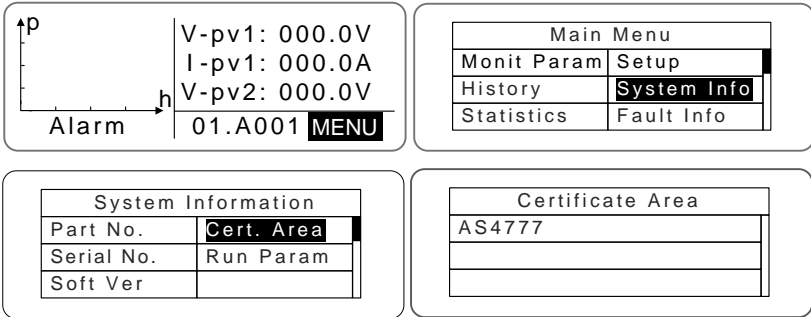 p
V-pv1: 000.0V
I-pv1: 000.0A
V-pv2: 000.0V
h
Alarm
01.A001 MENU
Main Menu
Monit Param Setup
History System Info
Statistics Fault Info
System Information
Part No. Cert. Area
Serial No. Run Param
Soft Ver
Certificate Area
AS4777